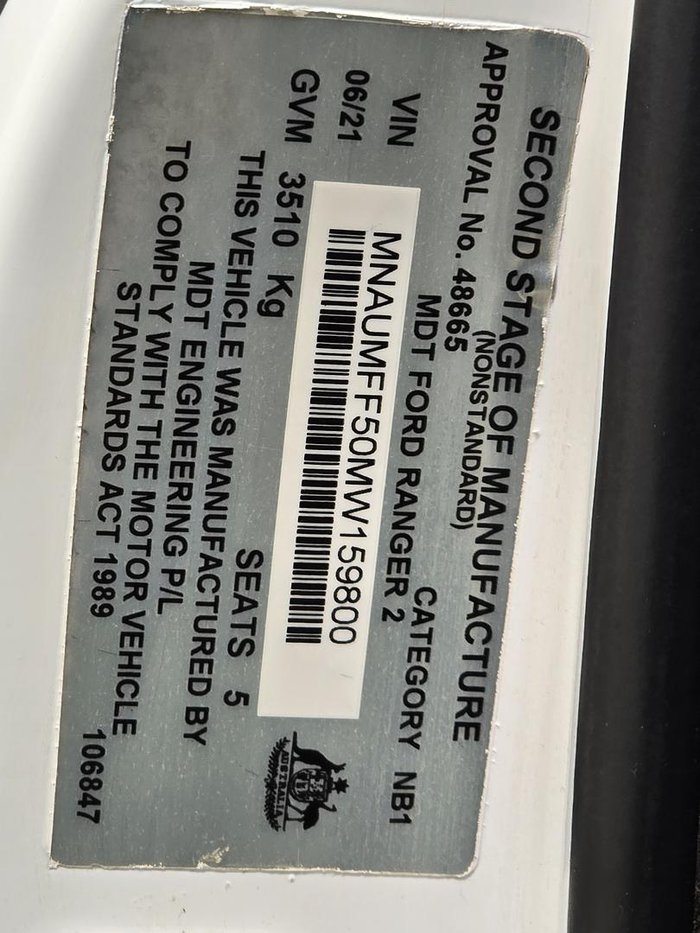 SECOND STAGE OF MANUFACTURE
(NONSTANDARD)
APPROVAL No. 48665 CATEGORY NB1
MDT FORD RANGER 2
VIN MNAUMFF50MW159800
06/21
GVM 3510 Kg SEATS 5
THIS VEHICLE WAS MANUFACTURED BY
MDT ENGINEERING P/L
TO COMPLY WITH THE MOTOR VEHICLE
STANDARDS ACT 1989
106847
AUSTRALIA